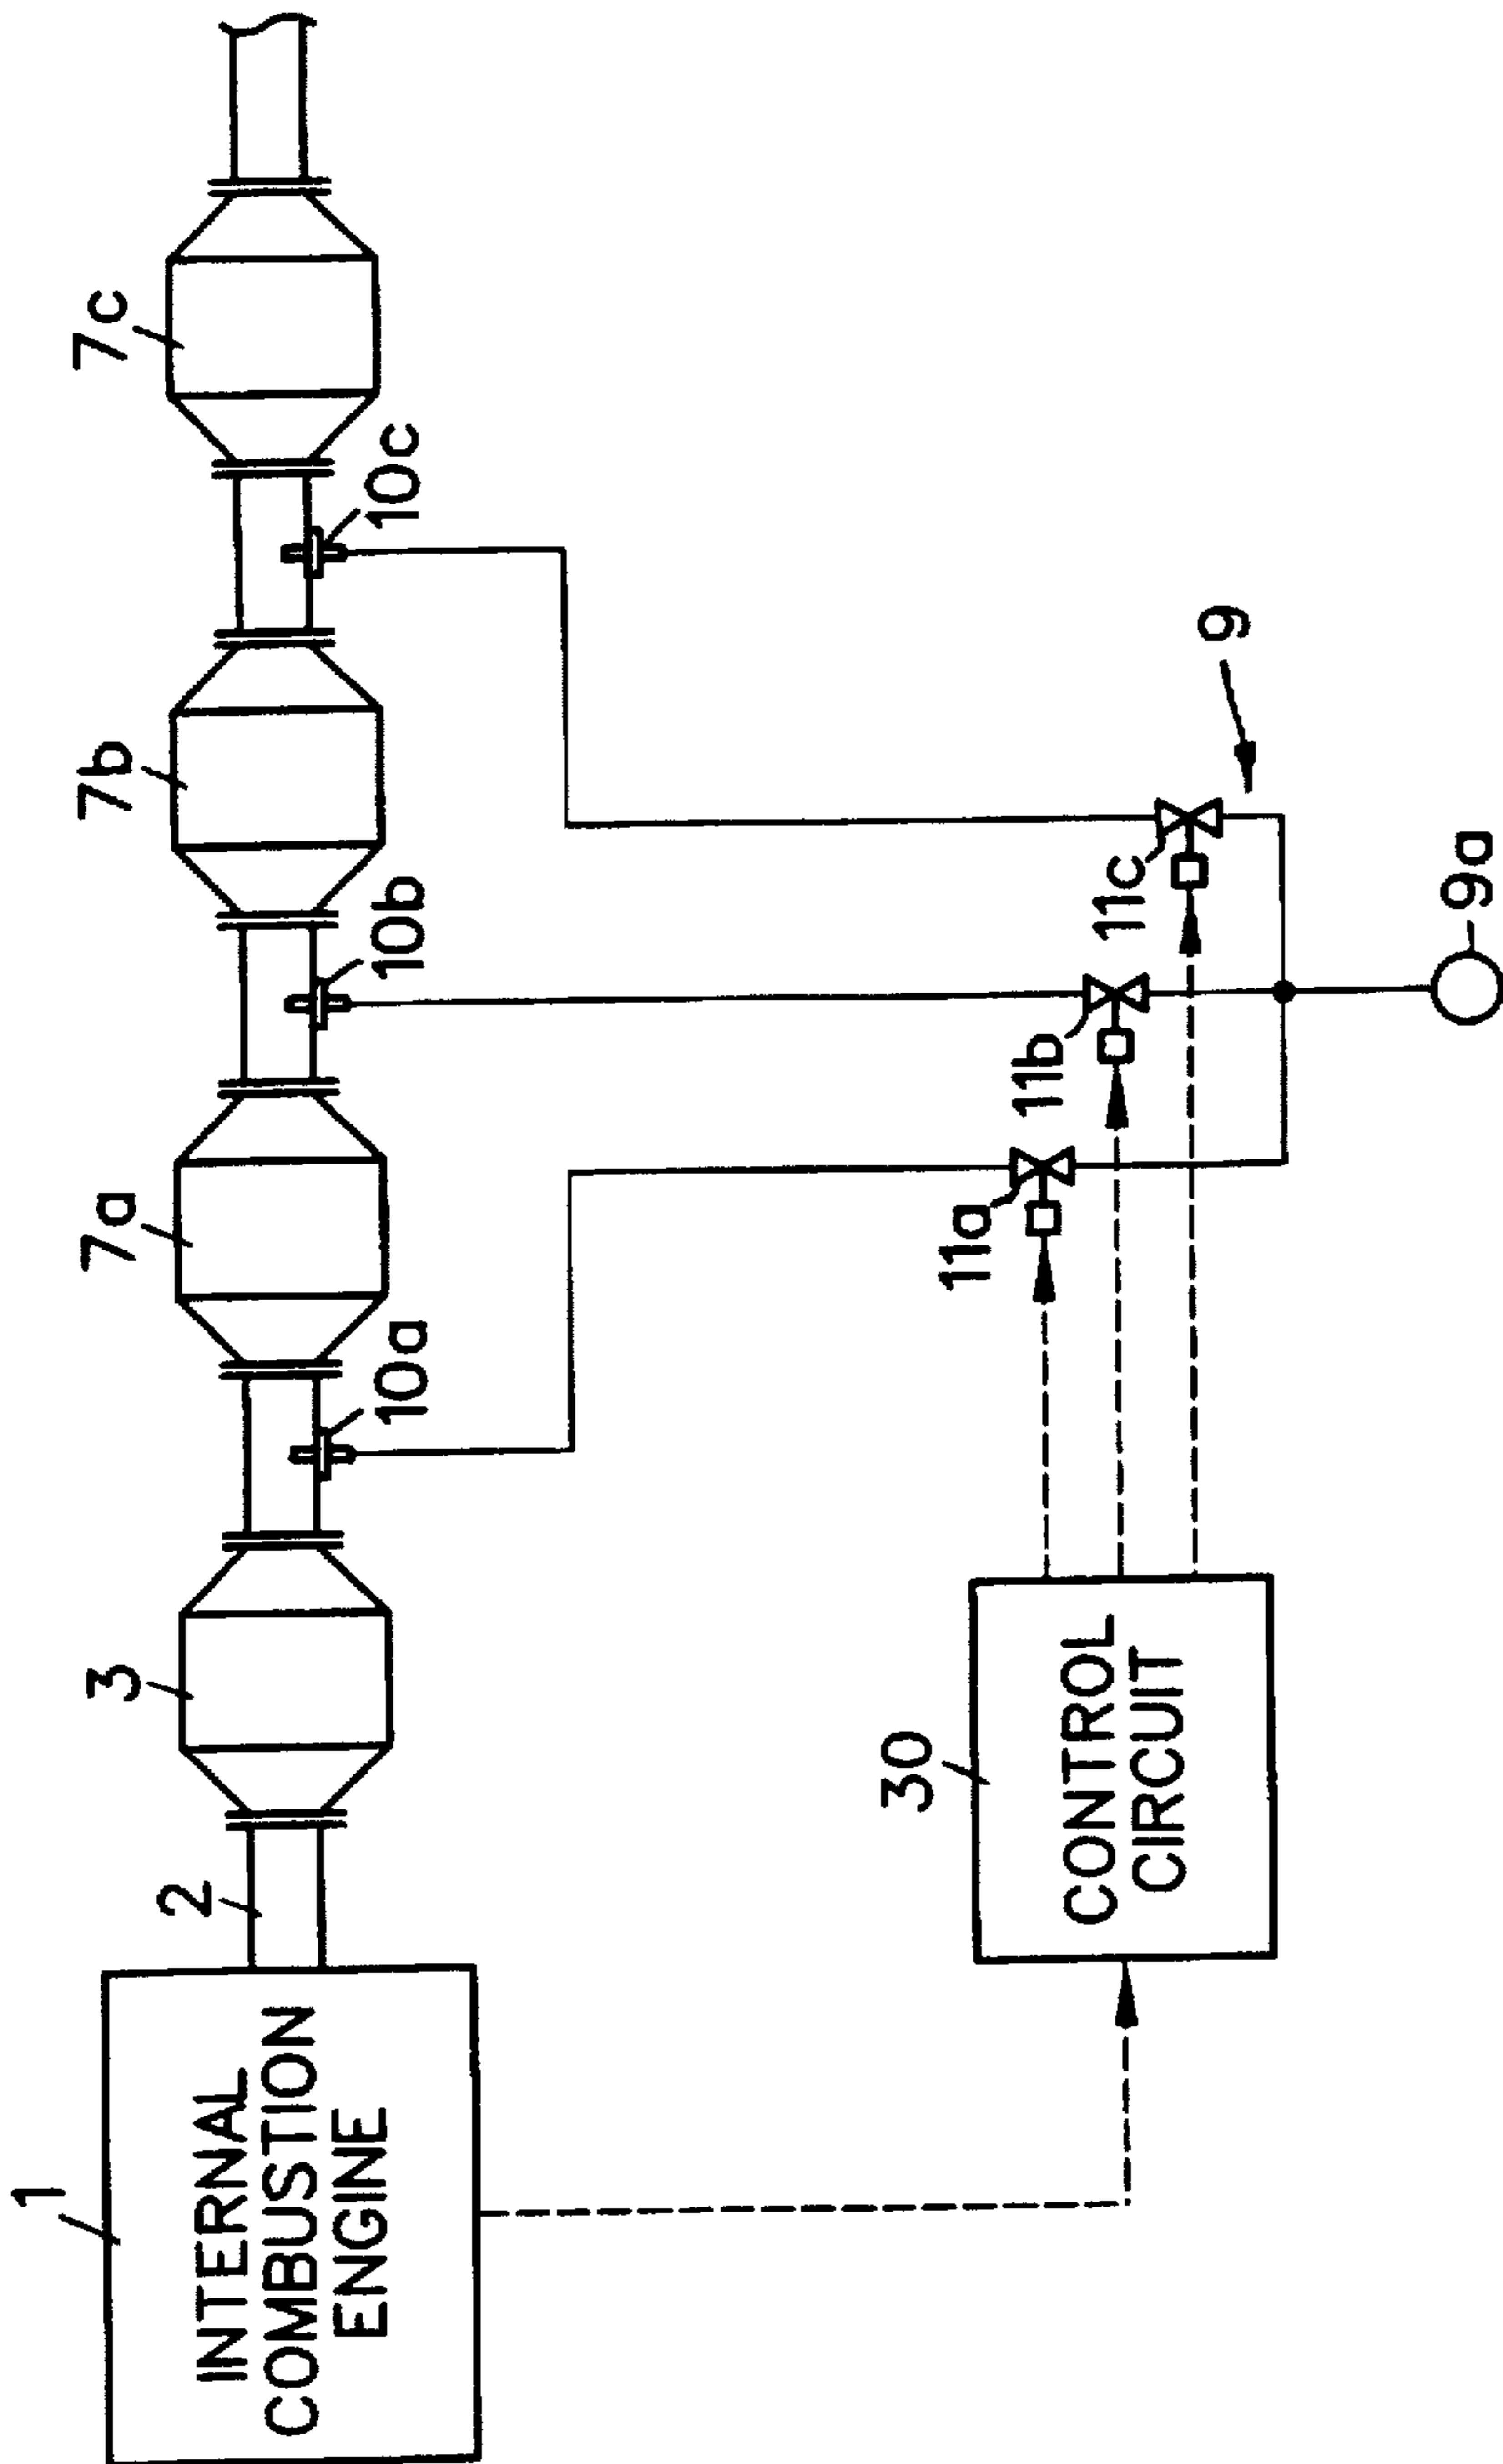 1
INTERNAL
COMBUSTION
ENGINE
2
3
10a
7a
10b
7b
10c
7c
30
CONTROL
CIRCUIT
11a
11b
11c
9
9a